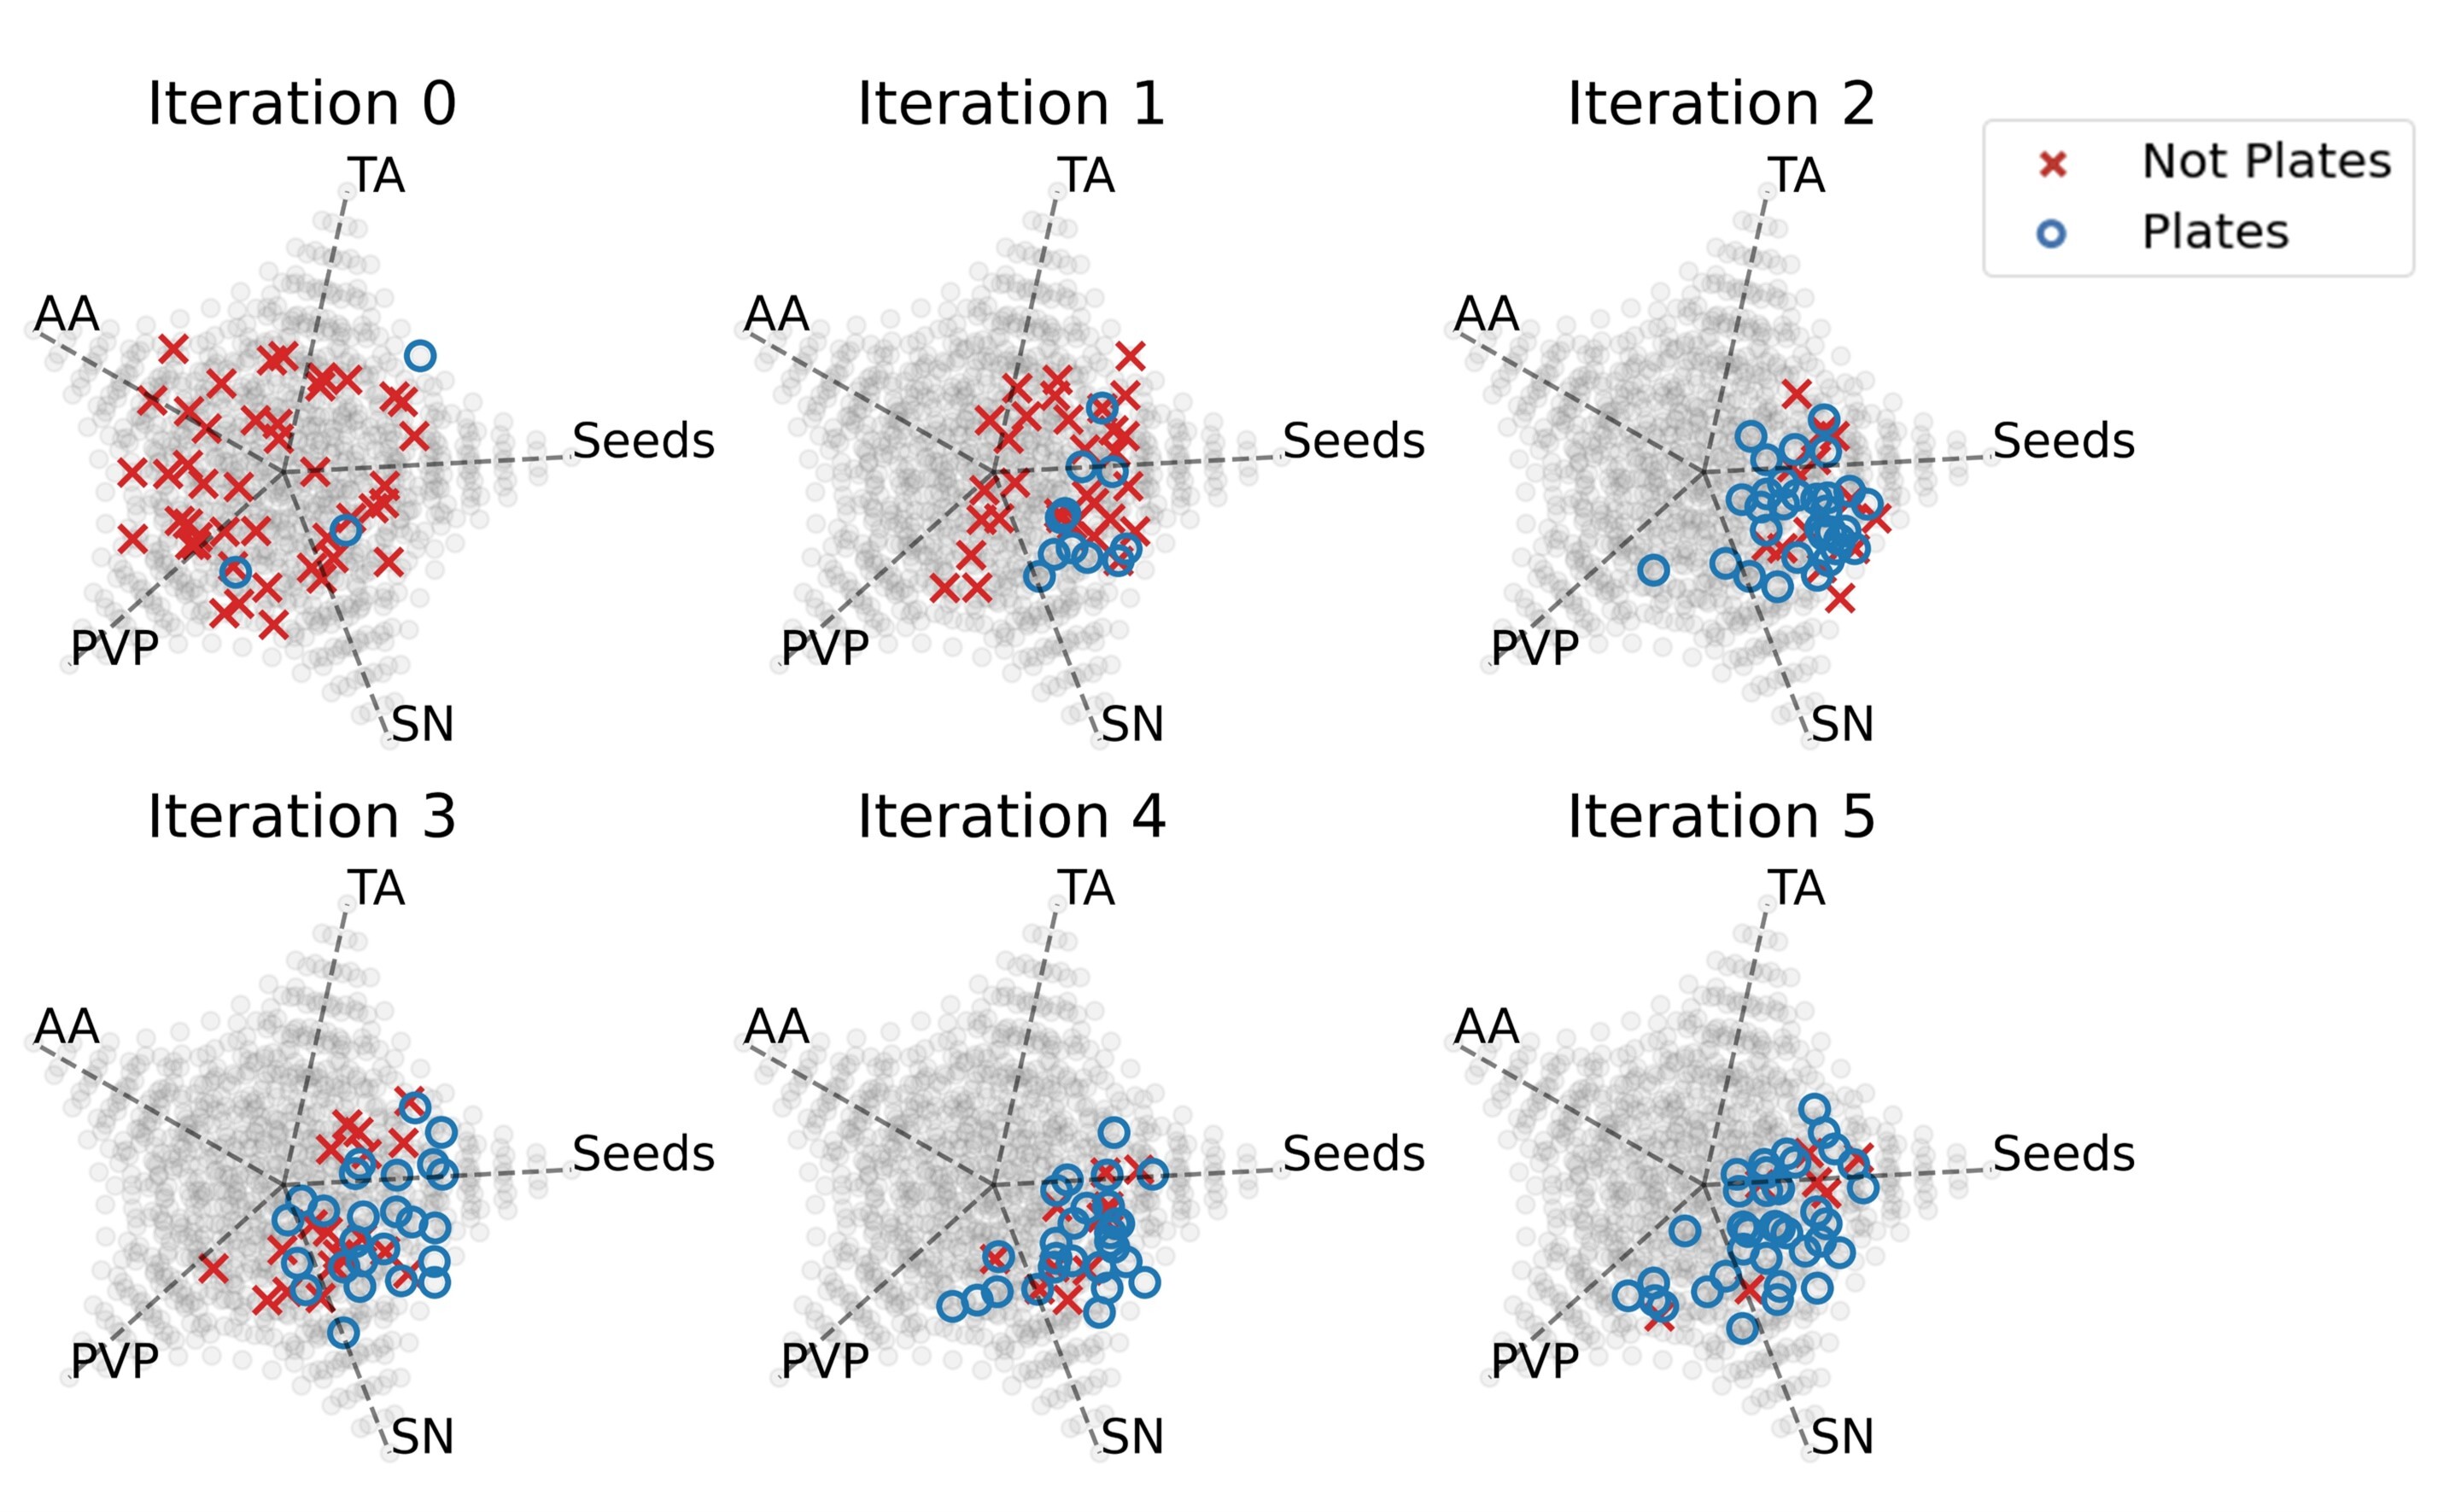 Iteration 0
Iteration 1
Iteration 2
Not Plates
Plates
TA
AA
Seeds
PVP
SN
TA
AA
Seeds
PVP
SN
TA
AA
Seeds
PVP
SN
Iteration 3
Iteration 4
Iteration 5
TA
AA
Seeds
PVP
SN
TA
AA
Seeds
PVP
SN
TA
AA
Seeds
PVP
SN